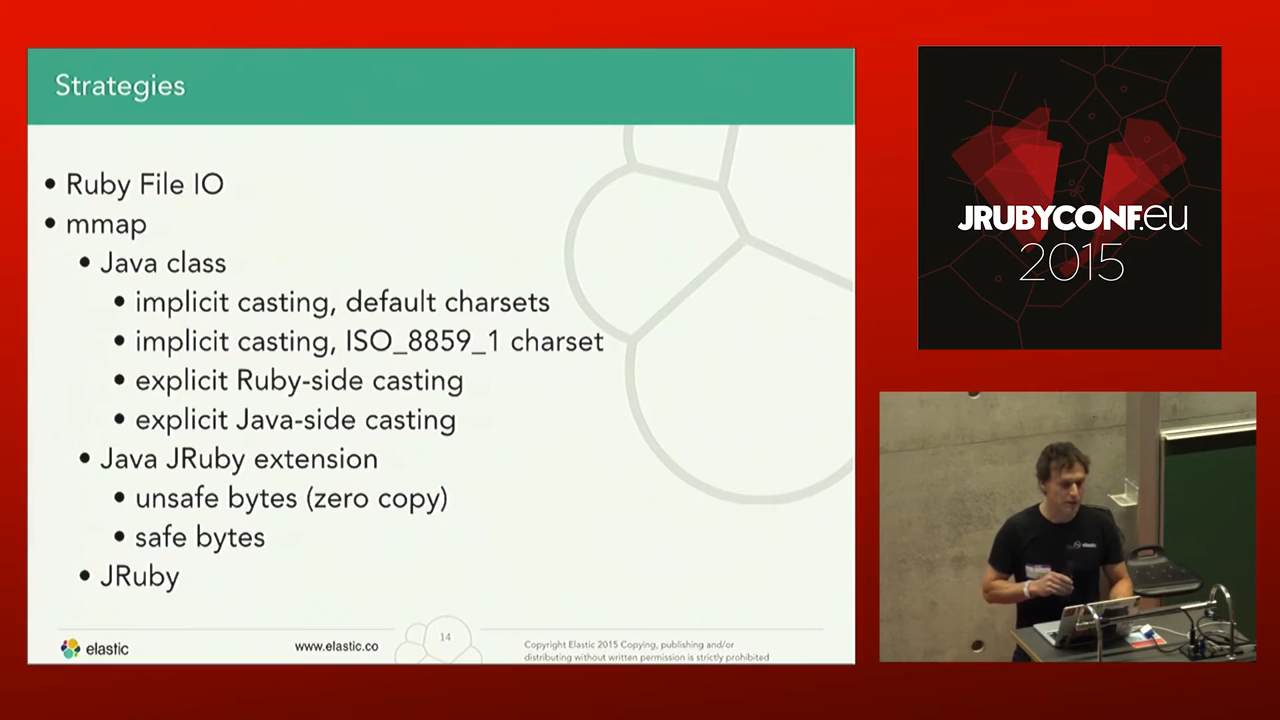 Strategies
• Ruby File IO
• mmap
• Java class
• implicit casting, default charsets
• implicit casting, ISO_8859_1 charset
• explicit Ruby-side casting
• explicit Java-side casting
• Java JRuby extension
• unsafe bytes (zero copy)
• safe bytes
• JRuby
elastic
www.elastic.co
14
Copyright Elastic 2015 Copying, publishing and/or
distributing without written permission is strictly prohibited
JRUBYCONF.eu
2015
elastic